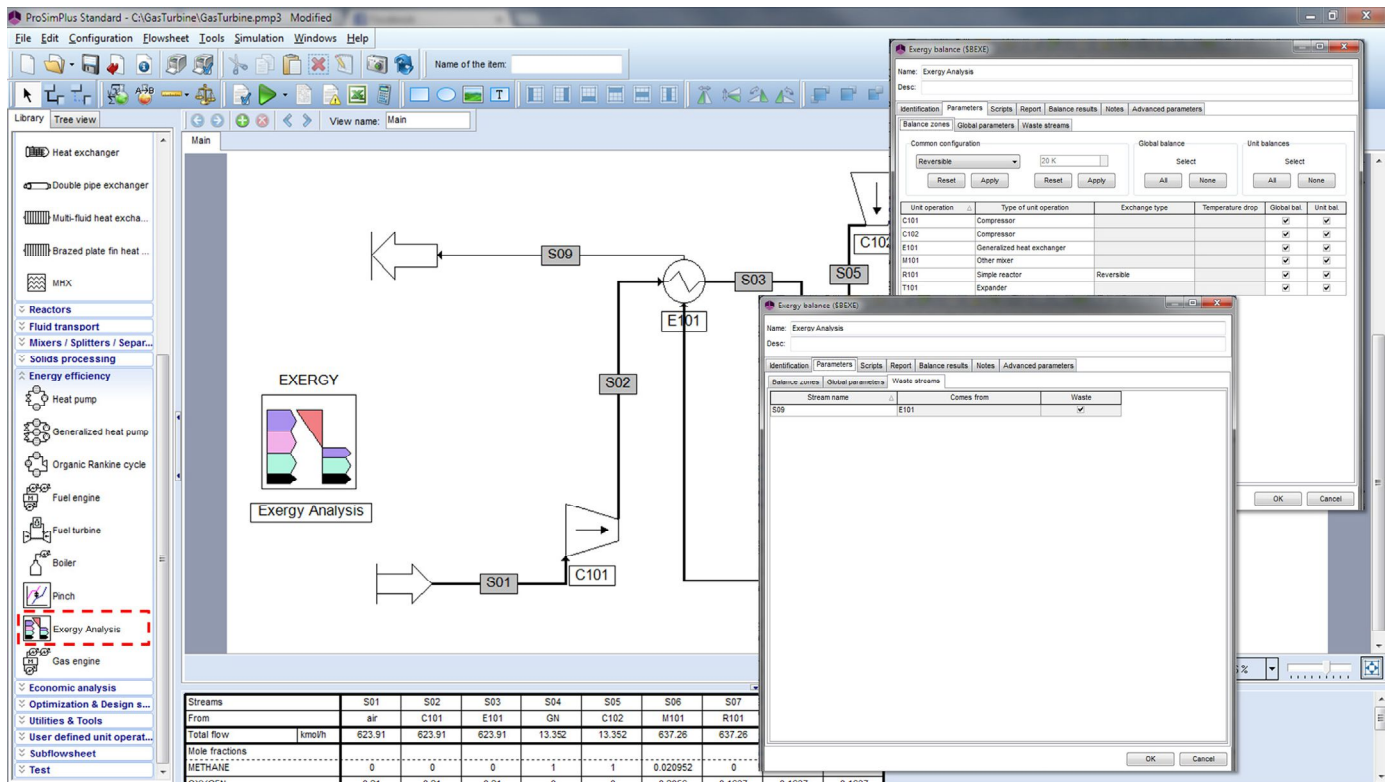 ProSimPlus Standard - C:\GasTurbine\GasTurbine.pmp3 Modified
File Edit Configuration Flowsheet Tools Simulation Windows Help
Name of the item:
Library Tree view
View name: Main
Main
Heat exchanger
Double pipe exchanger
Multi-fluid heat excha...
Brazed plate fin heat ...
MHX
Reactors
Fluid transport
Mixers / Splitters / Separ...
Solids processing
Energy efficiency
Heat pump
Generalized heat pump
Organic Rankine cycle
Fuel engine
Fuel turbine
Boiler
Pinch
Exergy Analysis
Gas engine
Economic analysis
Optimization & Design s...
Utilities & Tools
User defined unit operat...
Subflowsheet
Test
EXERGY
Exergy Analysis
S09
S03
S05
C102
E101
S02
S01
C101
Exergy balance ($BEXE)
Name: Exergy Analysis
Desc:
Identification Parameters Scripts Report Balance results Notes Advanced parameters
Balance zones Global parameters Waste streams
Common configuration Global balance Unit balances
Reversible 20 K Select Select
Reset Apply Reset Apply All None All None
Unit operation Type of unit operation Exchange type Temperature drop Global bal. Unit bal.
C101 Compressor
C102 Compressor
E101 Generalized heat exchanger
M101 Other mixer
R101 Simple reactor Reversible
T101 Expander
OK Cancel
Exergy balance ($BEXE)
Name: Exergy Analysis
Desc:
Identification Parameters Scripts Report Balance results Notes Advanced parameters
Balance zones Global parameters Waste streams
Stream name Comes from Waste
S09 E101
OK Cancel
Streams S01 S02 S03 S04 S05 S06 S07
From air C101 E101 GN C102 M101 R101
Total flow kmol/h 623.91 623.91 623.91 13.352 13.352 637.26 637.26
Mole fractions
METHANE 0 0 0 1 1 0.020952 0